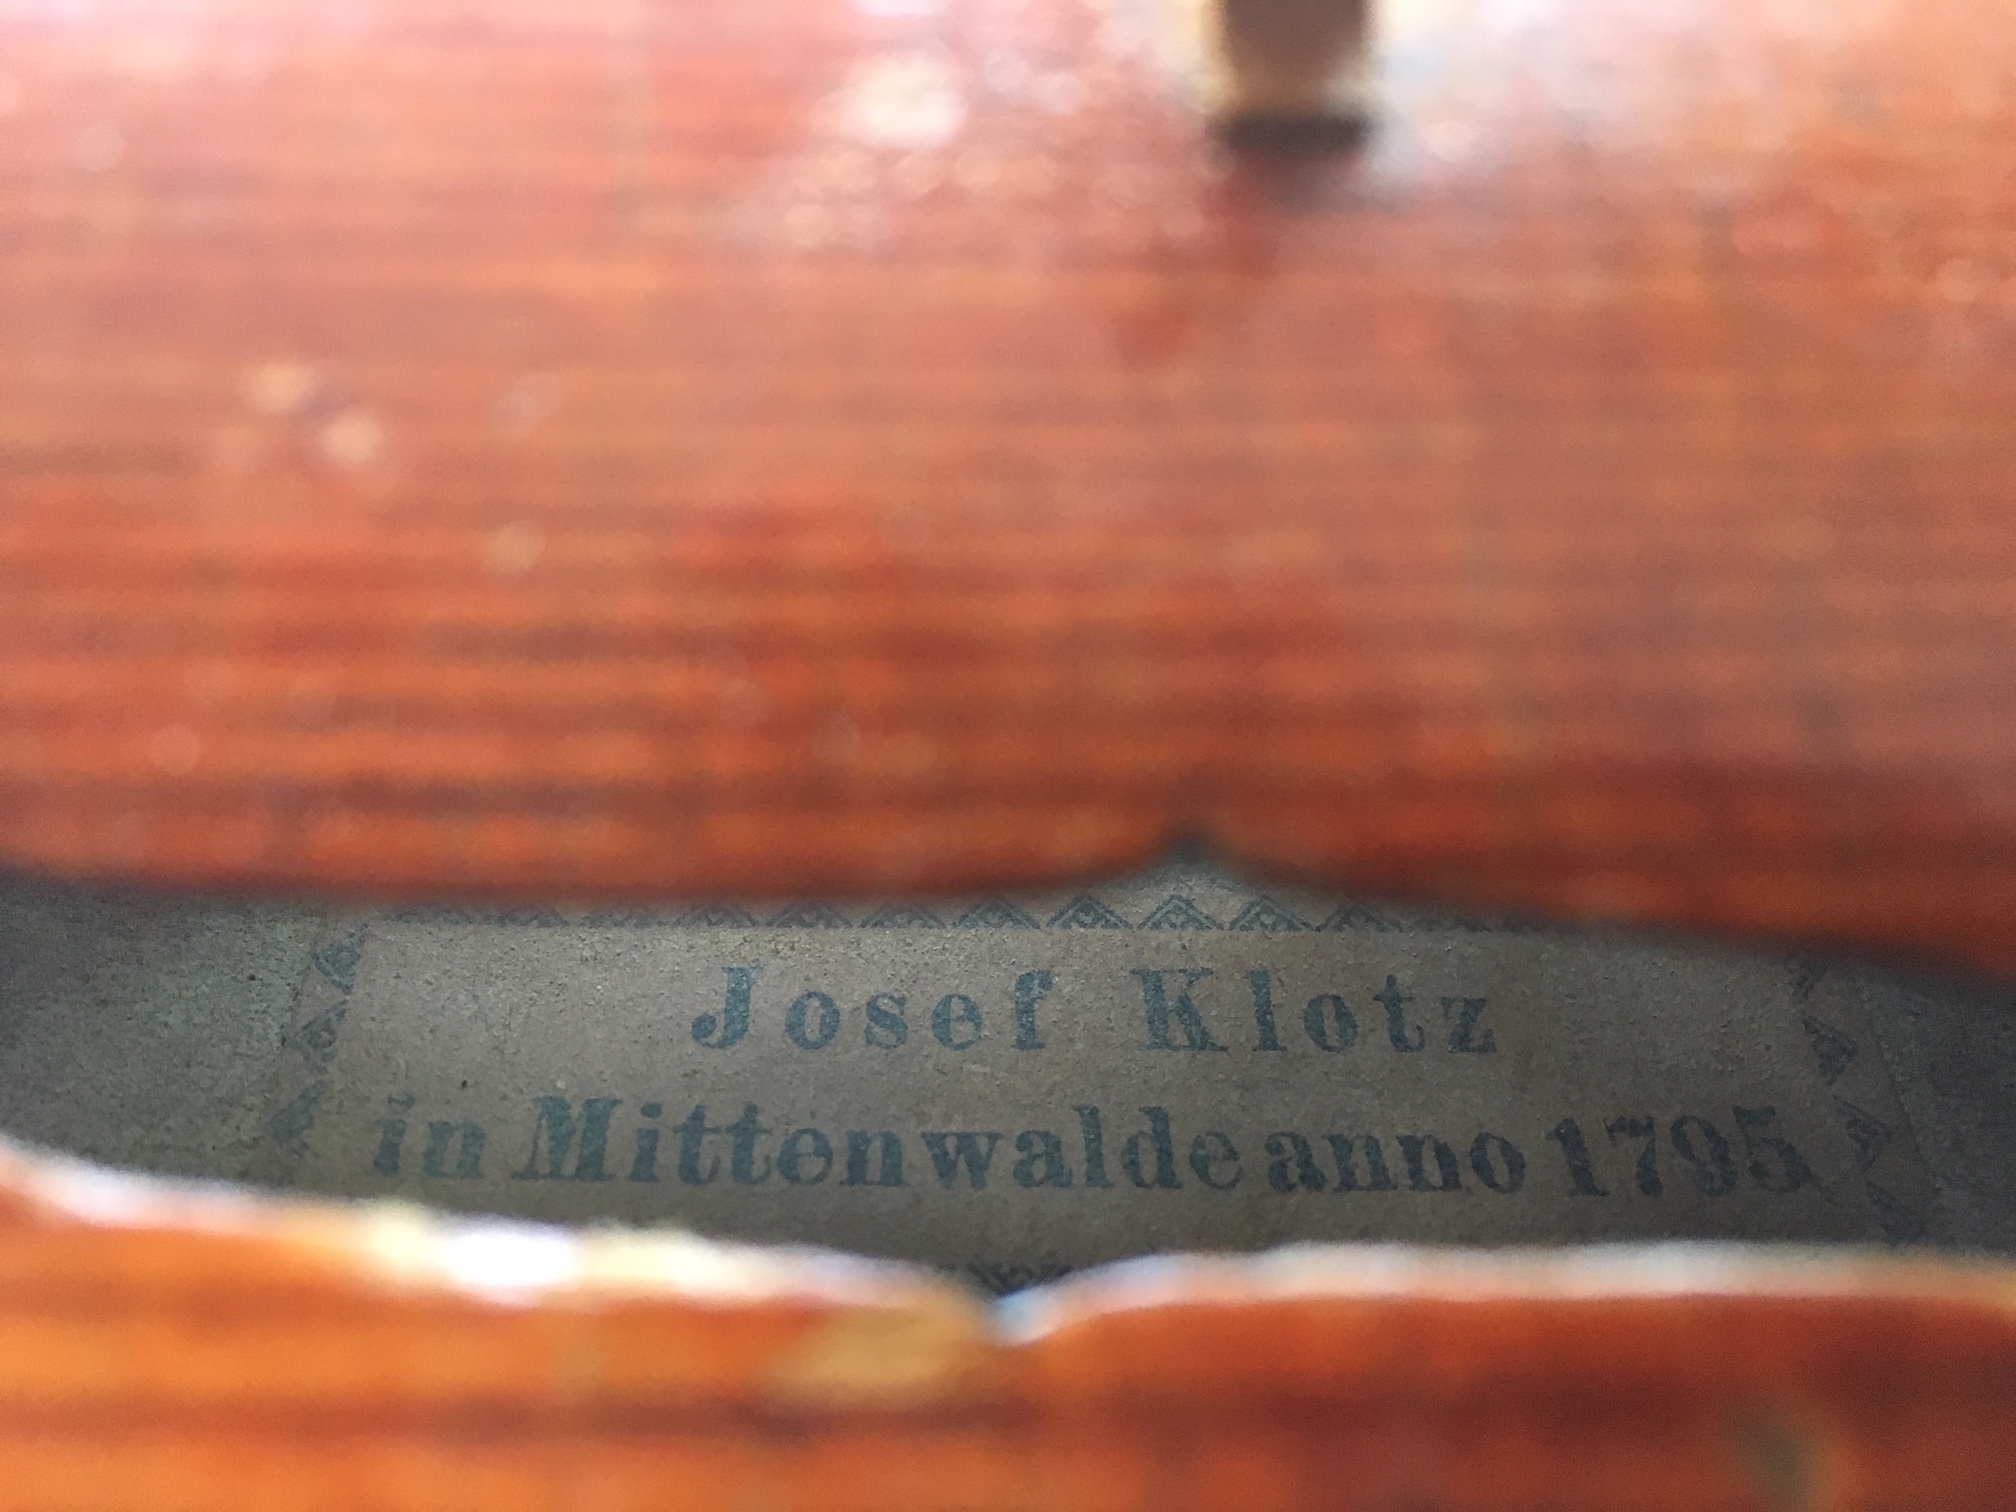 Josef Klotz
in Mittenwalde anno 1795